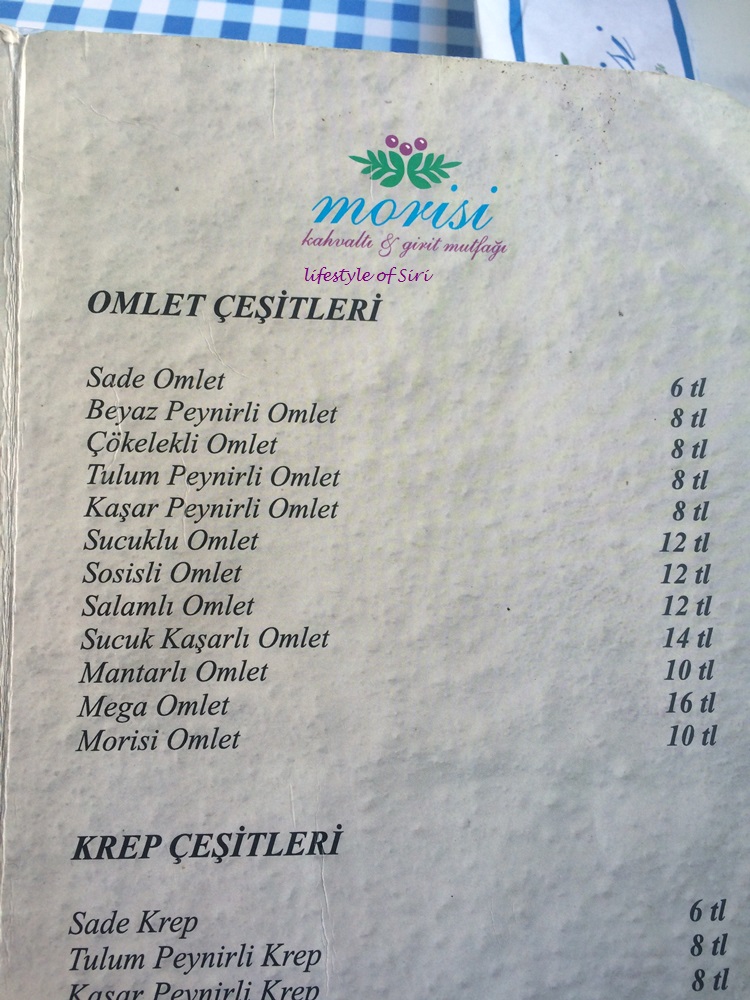 morisi
kahvaltı & girit mutfağı
lifestyle of Siri
OMLET ÇEŞİTLERİ
Sade Omlet 6 tl
Beyaz Peynirli Omlet 8 tl
Çökelekli Omlet 8 tl
Tulum Peynirli Omlet 8 tl
Kaşar Peynirli Omlet 8 tl
Sucuklu Omlet 12 tl
Sosisli Omlet 12 tl
Salamlı Omlet 12 tl
Sucuk Kaşarlı Omlet 14 tl
Mantarlı Omlet 10 tl
Mega Omlet 16 tl
Morisi Omlet 10 tl
KREP ÇEŞİTLERİ
Sade Krep 6 tl
Tulum Peynirli Krep 8 tl
Kaşar Peynirli Krep 8 tl